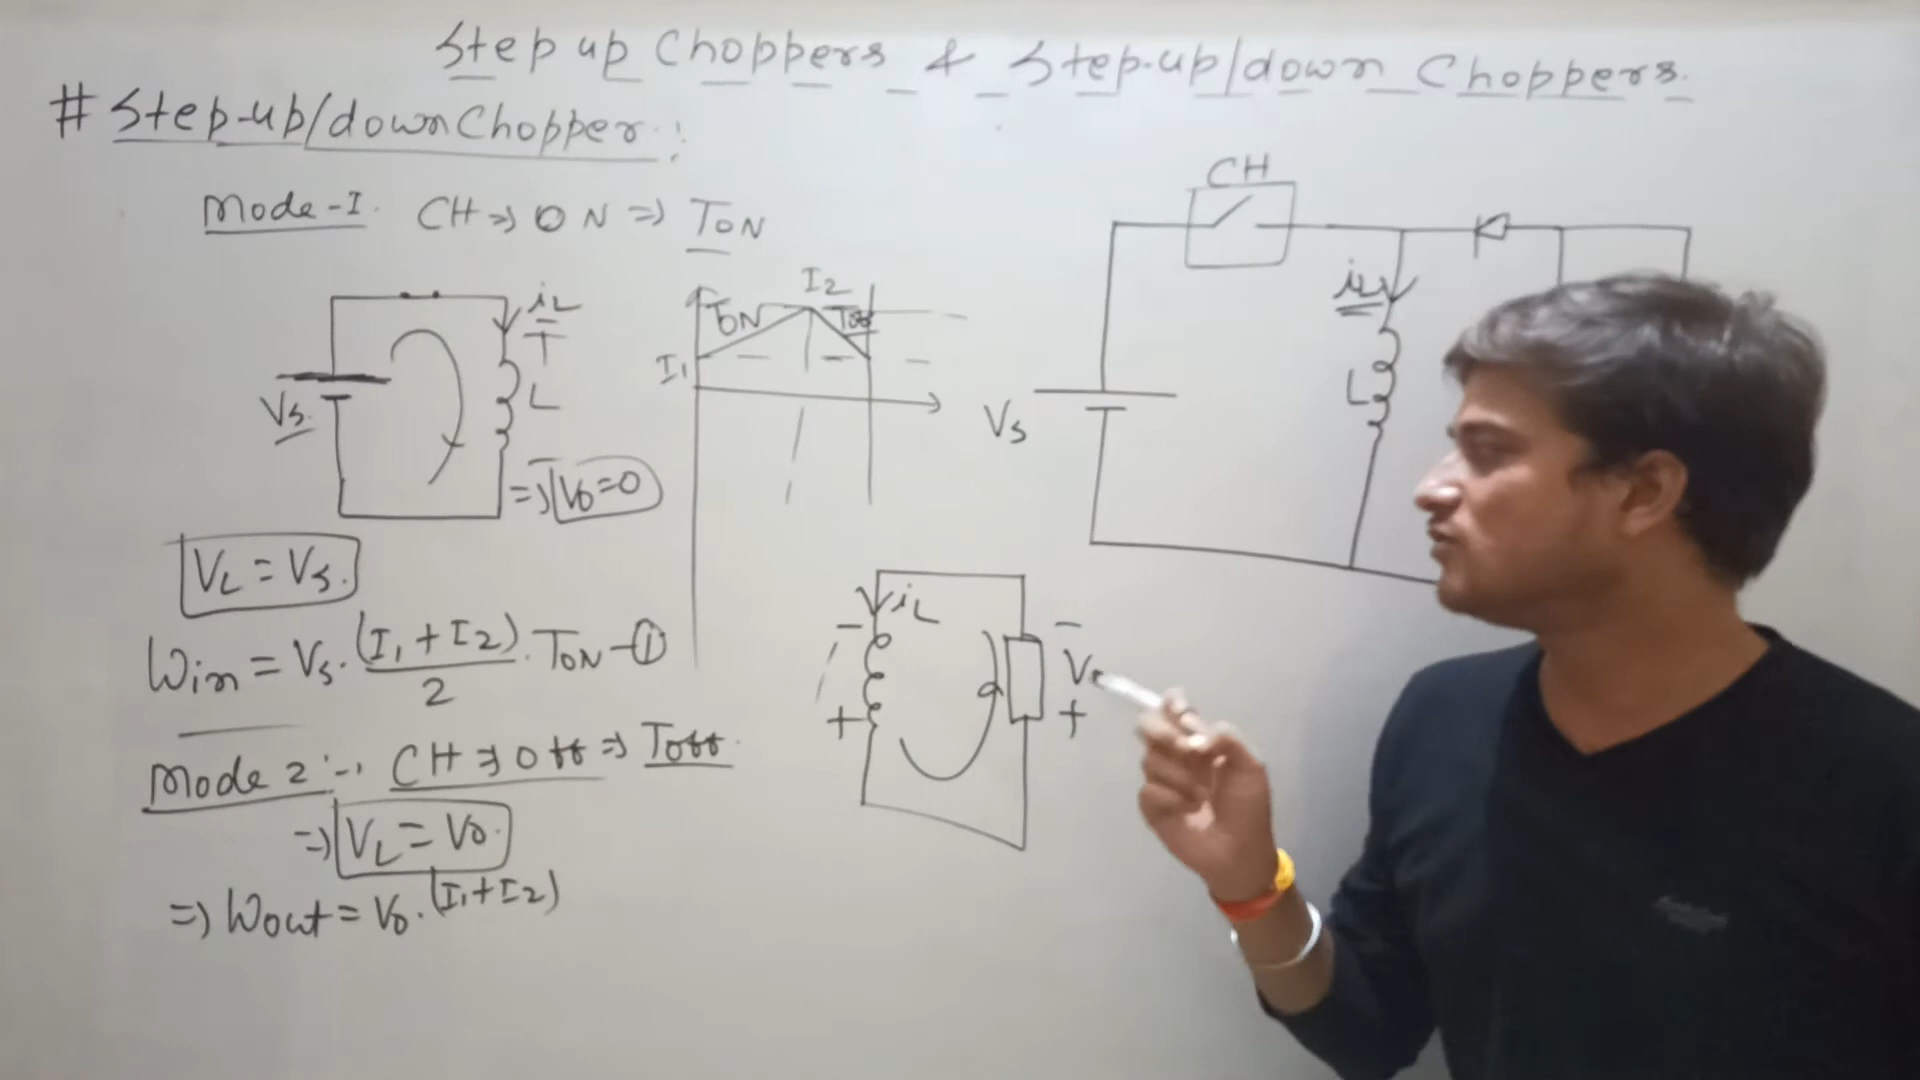 Step up Choppers & Step-up/down Choppers.
# Step-up/down Chopper :
Mode-I. CH => ON => TON
CH
iL
L
Vs
I2
TON
Toff
I1
iL
L
Vs.
=> V0=0
VL = Vs.
Win = Vs. (I1+I2)/2 . TON - ①
Mode 2 :- CH => Off => Toff.
=> VL = V0.
=> Wout = V0. (I1+I2)
iL
-
+
-
+